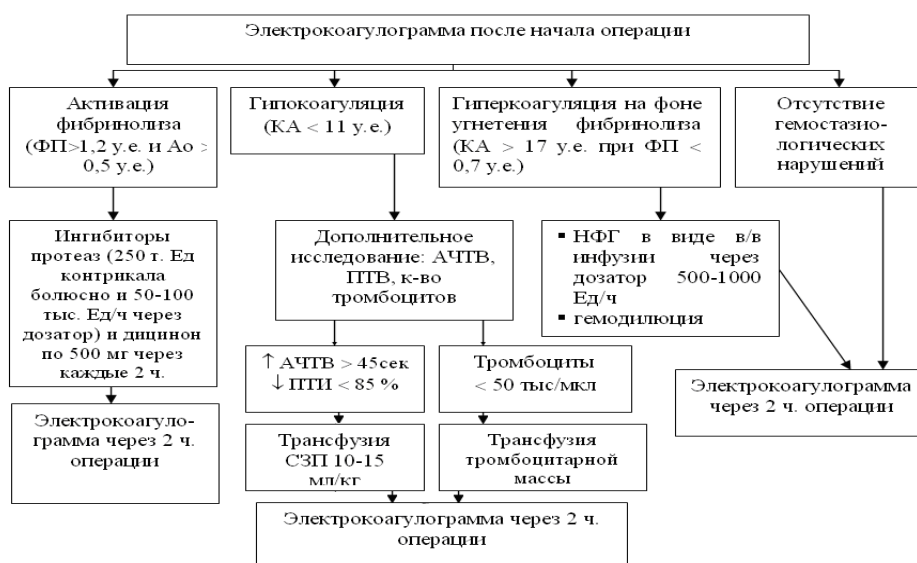 Электрокоагулограмма после начала операции
Активация
фибринолиза
(ФП>1,2 у.е. и Ао >
0,5 у.е.)
Гипокоагуляция
(КА < 11 у.е.)
Гиперкоагуляция на фоне
угнетения фибринолиза
(КА > 17 у.е. при ФП <
0,7 у.е.)
Отсутствие
гемостазио-
логических
нарушений
Ингибиторы
протеаз (250 т. Ед
контрикала
болюсно и 50-100
тыс. Ед/ч через
дозатор) и дицинон
по 500 мг через
каждые 2 ч.
Дополнительное
исследование: АЧТВ,
ПТВ, к-во
тромбоцитов
▪ НФГ в виде в/в
инфузии через
дозатор 500-1000
Ед/ч
▪ гемодилюция
↑ АЧТВ > 45сек
↓ ПТИ < 85 %
Тромбоциты
< 50 тыс/мкл
Электрокоагулограмма
через 2 ч. операции
Электрокоагуло-
грамма через 2 ч.
операции
Трансфузия
СЗП 10-15
мл/кг
Трансфузия
тромбоцитарной
массы
Электрокоагулограмма через 2 ч.
операции